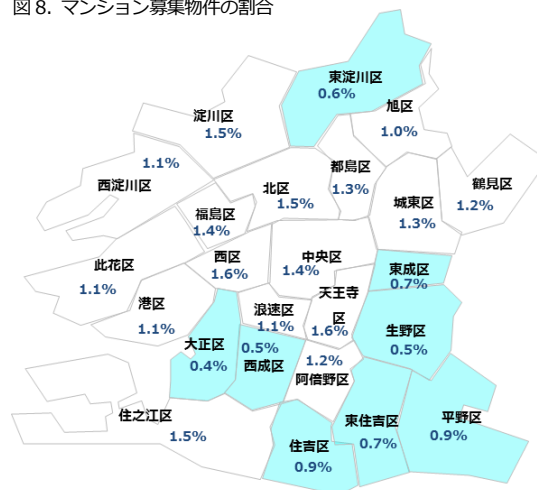 図 8. マンション募集物件の割合
東淀川区
0.6%
旭区
1.0%
淀川区
1.5%
1.1%
西淀川区
都島区
1.3%
北区
1.5%
鶴見区
1.2%
城東区
1.3%
福島区
1.4%
西区
1.6%
中央区
1.4%
此花区
1.1%
東成区
0.7%
天王寺
区
1.6%
港区
1.1%
浪速区
1.1%
生野区
0.5%
大正区
0.4%
0.5%
西成区
1.2%
阿倍野区
住之江区
1.5%
東住吉区
0.7%
平野区
0.9%
住吉区
0.9%